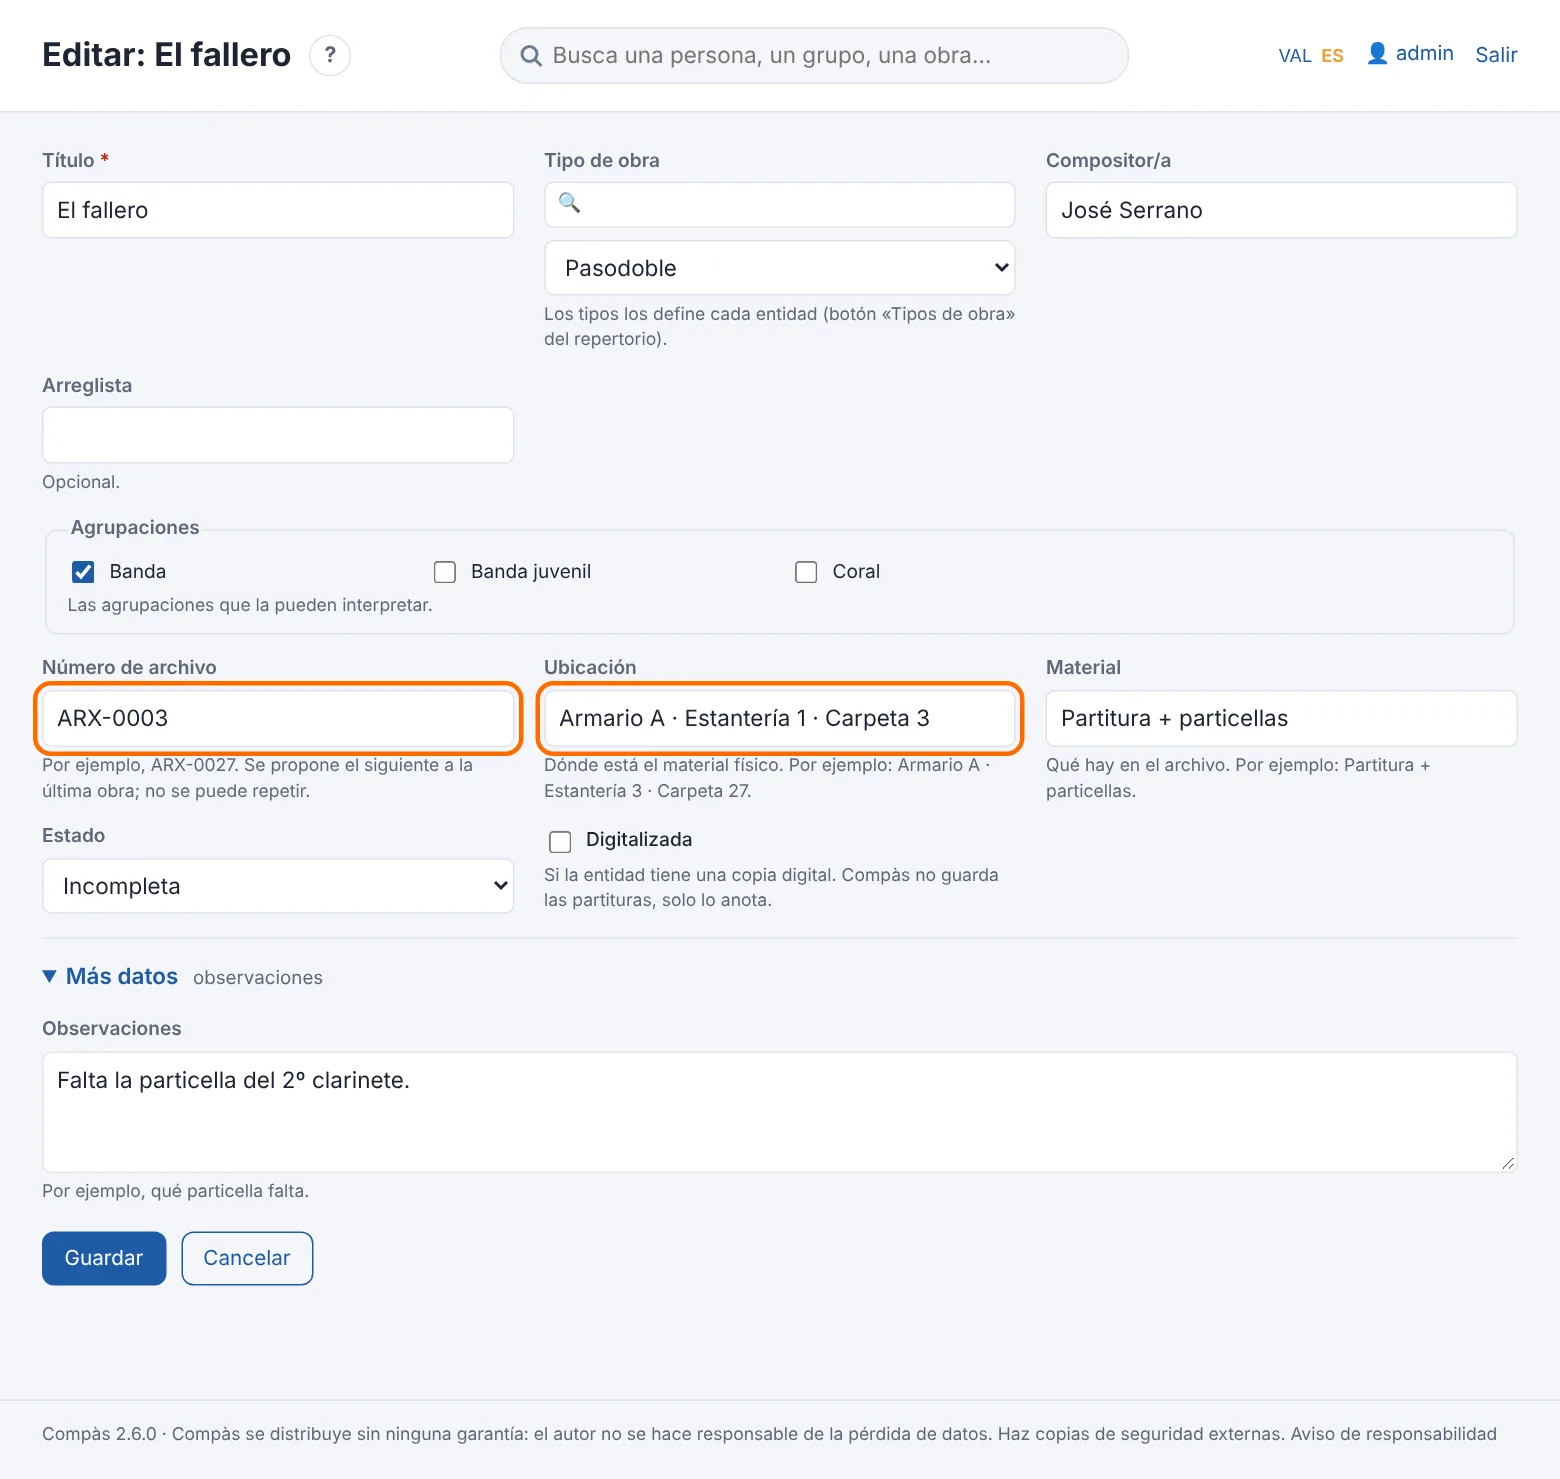 Editar: El fallero
?
Busca una persona, un grupo, una obra...
VAL ES
admin
Salir
Título *
El fallero
Tipo de obra
Pasodoble
Los tipos los define cada entidad (botón «Tipos de obra»
del repertorio).
Compositor/a
José Serrano
Arreglista
Opcional.
Agrupaciones
Banda
Banda juvenil
Coral
Las agrupaciones que la pueden interpretar.
Número de archivo
ARX-0003
Por ejemplo, ARX-0027. Se propone el siguiente a la
última obra; no se puede repetir.
Ubicación
Armario A · Estantería 1 · Carpeta 3
Dónde está el material físico. Por ejemplo: Armario A ·
Estantería 3 · Carpeta 27.
Material
Partitura + particellas
Qué hay en el archivo. Por ejemplo: Partitura +
particellas.
Estado
Incompleta
Digitalizada
Si la entidad tiene una copia digital. Compàs no guarda
las partituras, solo lo anota.
Más datos observaciones
Observaciones
Falta la particella del 2º clarinete.
Por ejemplo, qué particella falta.
Guardar
Cancelar
Compàs 2.6.0 · Compàs se distribuye sin ninguna garantía: el autor no se hace responsable de la pérdida de datos. Haz copias de seguridad externas. Aviso de responsabilidad